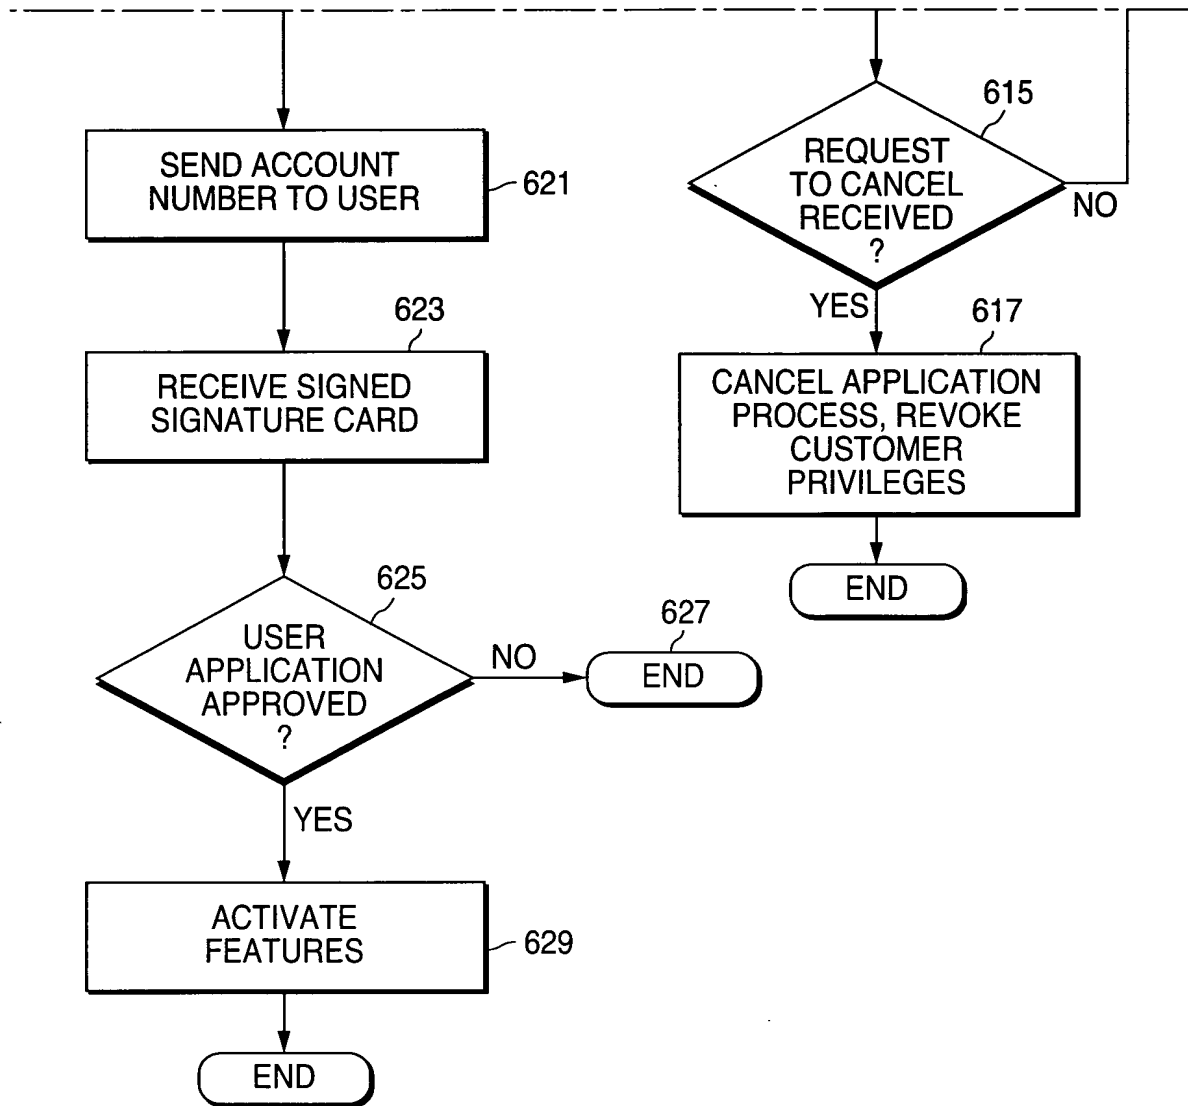 SEND ACCOUNT
NUMBER TO USER
621
623
RECEIVE SIGNED
SIGNATURE CARD
625
USER
APPLICATION
APPROVED
?
NO
627
END
YES
ACTIVATE
FEATURES
629
END
615
REQUEST
TO CANCEL
RECEIVED
?
NO
YES
617
CANCEL APPLICATION
PROCESS, REVOKE
CUSTOMER
PRIVILEGES
END